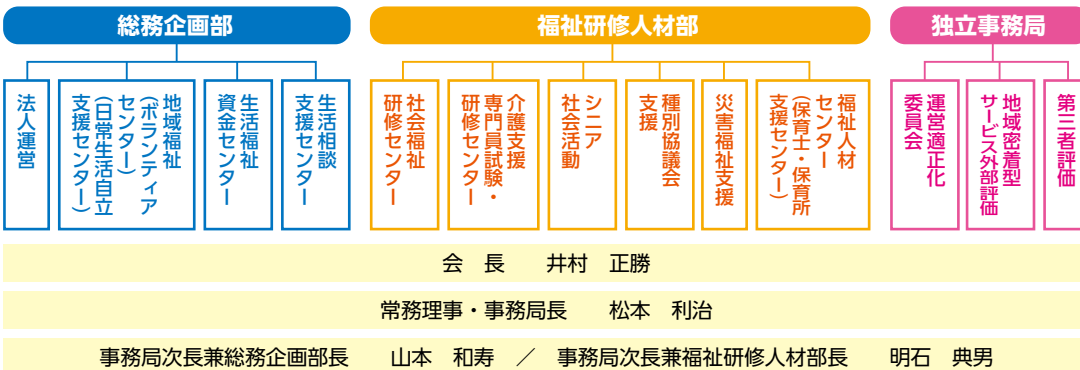 総務企画部
法人運営
地域福祉
（ボランティア
センター）
（日常生活自立
支援センター）
生活福祉
資金センター
生活相談
支援センター
福祉研修人材部
社会福祉
研修センター
介護支援
専門員試験・
研修センター
シニア
社会活動
種別協議会
支援
災害福祉支援
福祉人材
センター
（保育士・保育所
支援センター）
独立事務局
運営適正化
委員会
地域密着型
サービス外部評価
第三者評価
会　長　　井村　正勝
常務理事・事務局長　　松本　利治
事務局次長兼総務企画部長　　山本　和寿　／　事務局次長兼福祉研修人材部長　　明石　典男